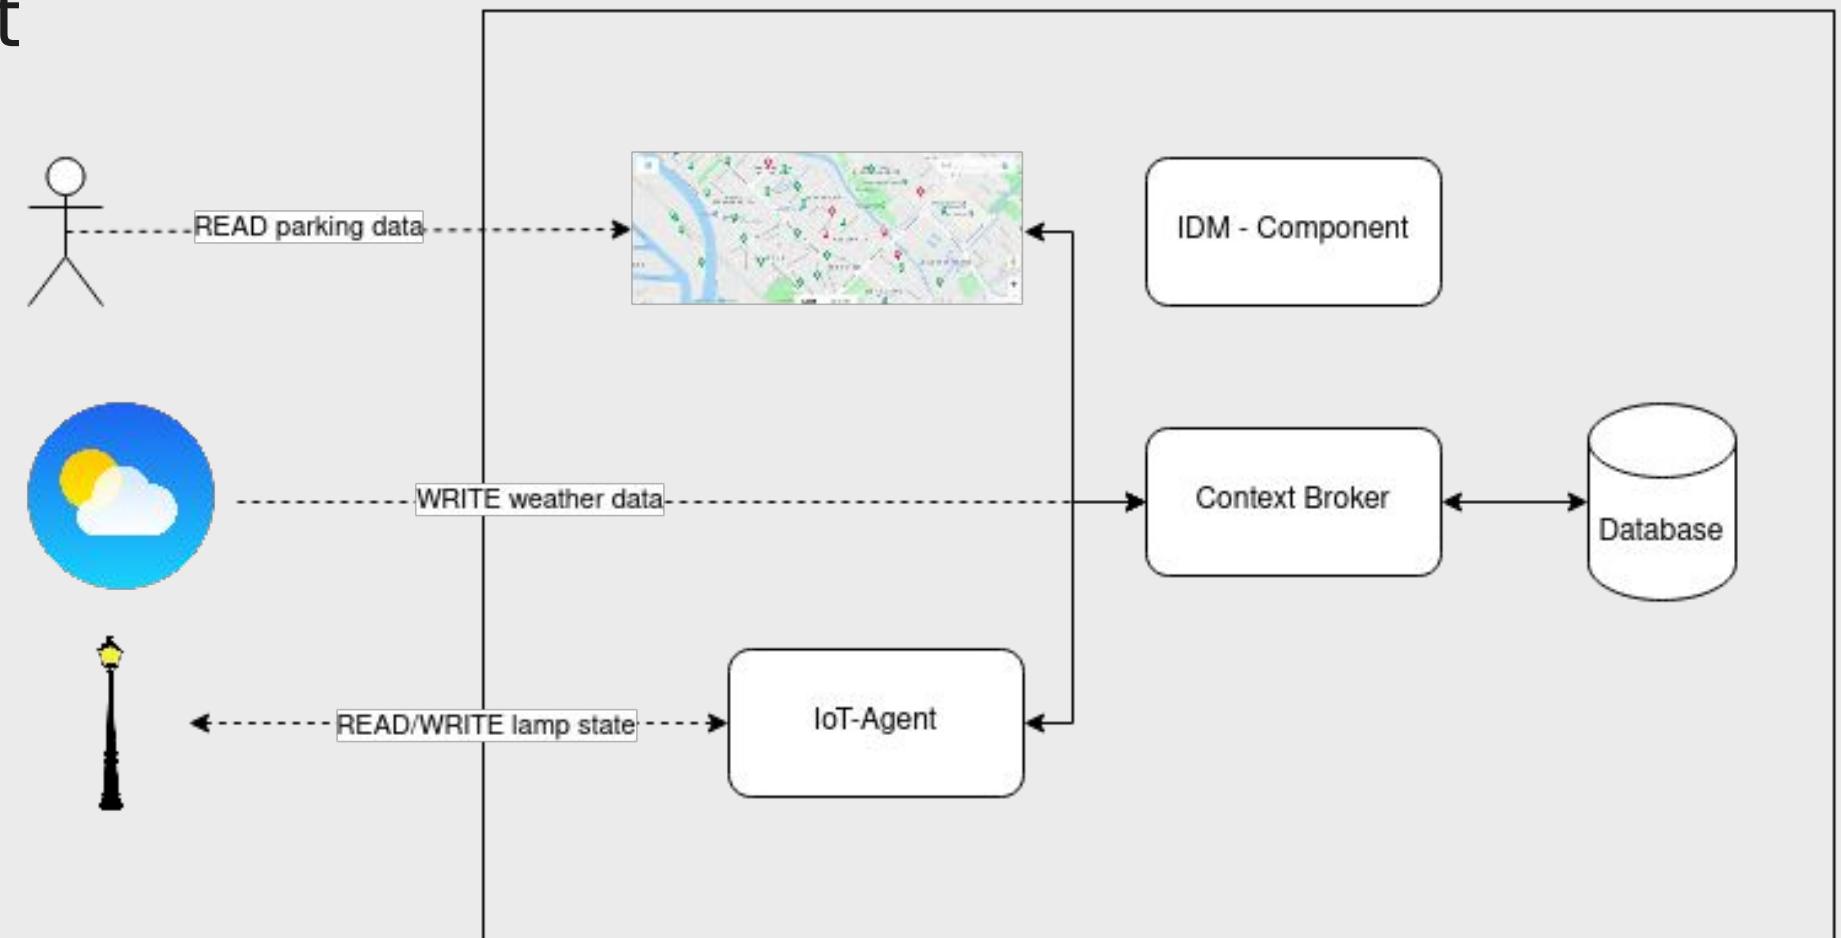 t
READ parking data
IDM - Component
WRITE weather data
Context Broker
Database
READ/WRITE lamp state
IoT-Agent